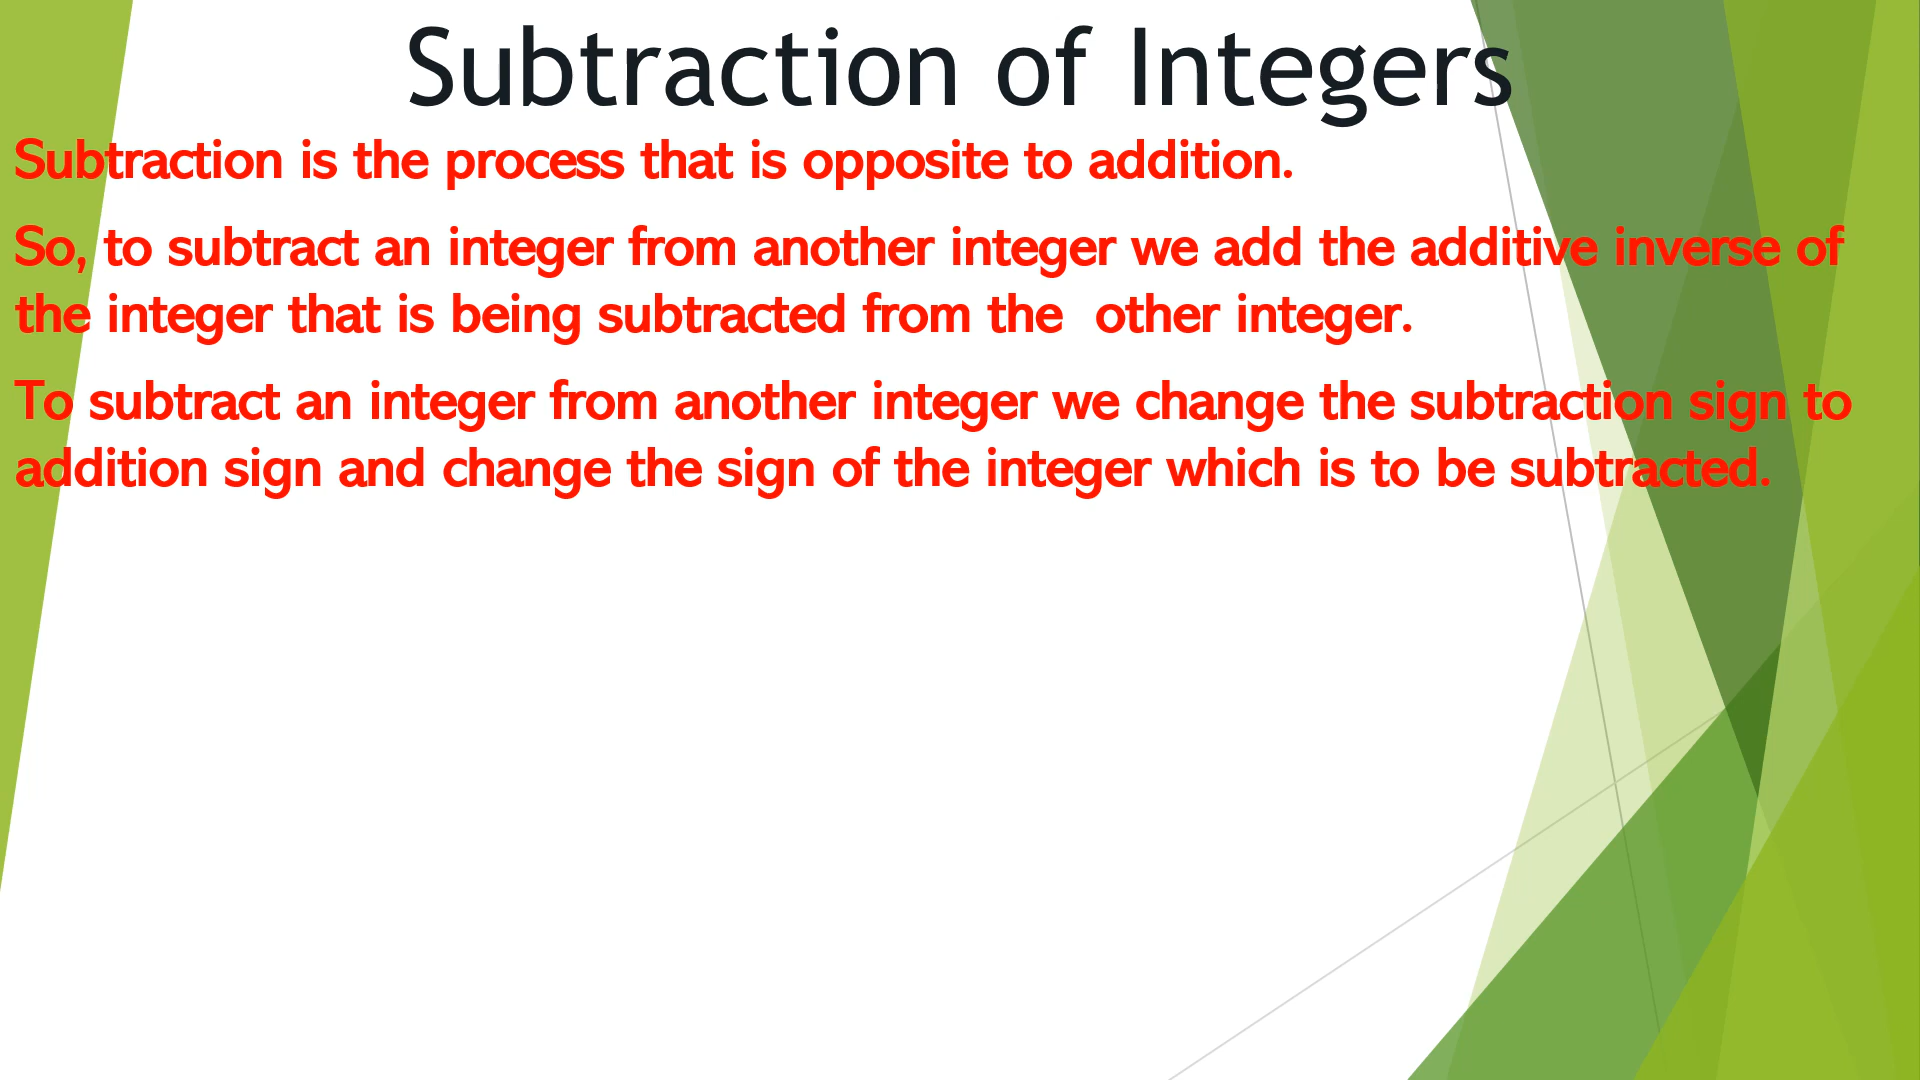 Subtraction of Integers
Subtraction is the process that is opposite to addition.
So, to subtract an integer from another integer we add the additive inverse of
the integer that is being subtracted from the  other integer.
To subtract an integer from another integer we change the subtraction sign to
addition sign and change the sign of the integer which is to be subtracted.